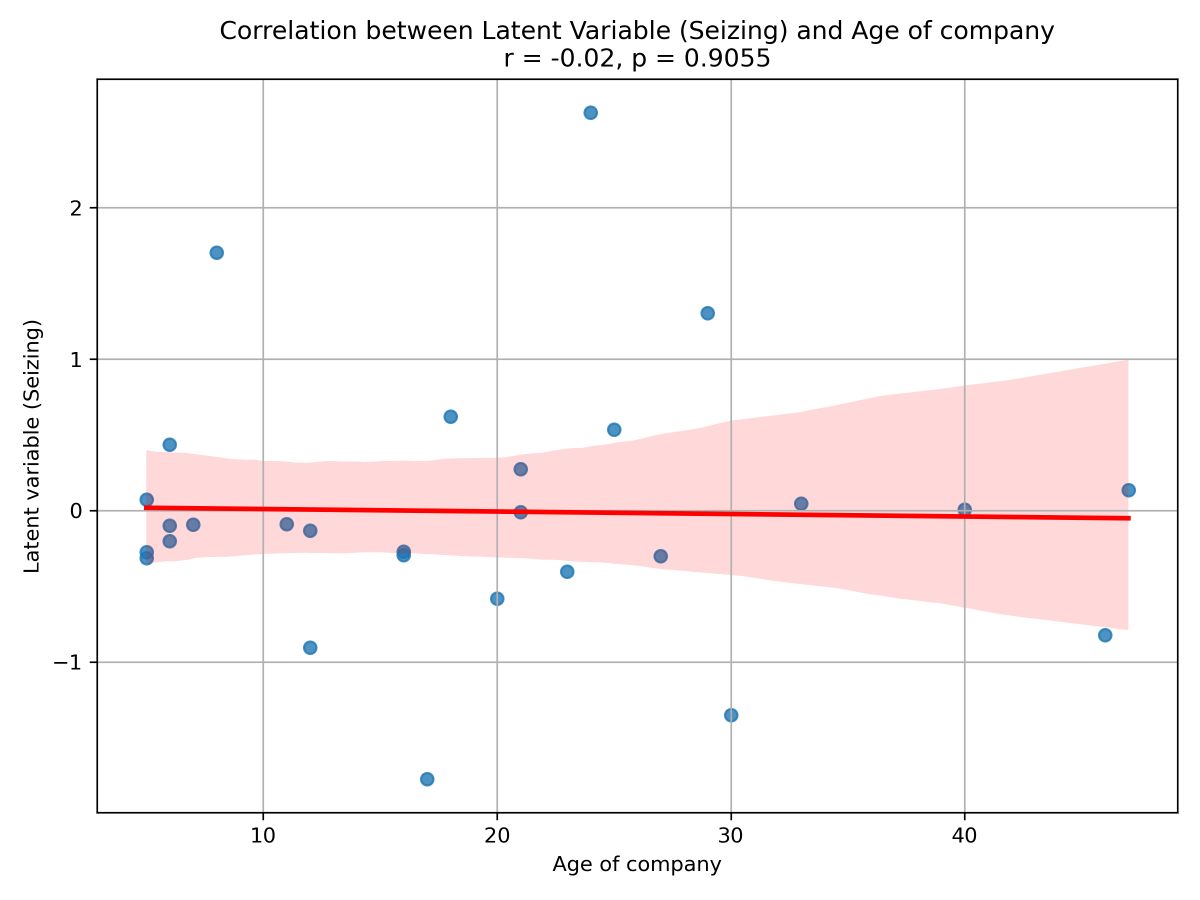 Correlation between Latent Variable (Seizing) and Age of company
r = -0.02, p = 0.9055
2
1
0
−1
Latent variable (Seizing)
10 20 30 40
Age of company